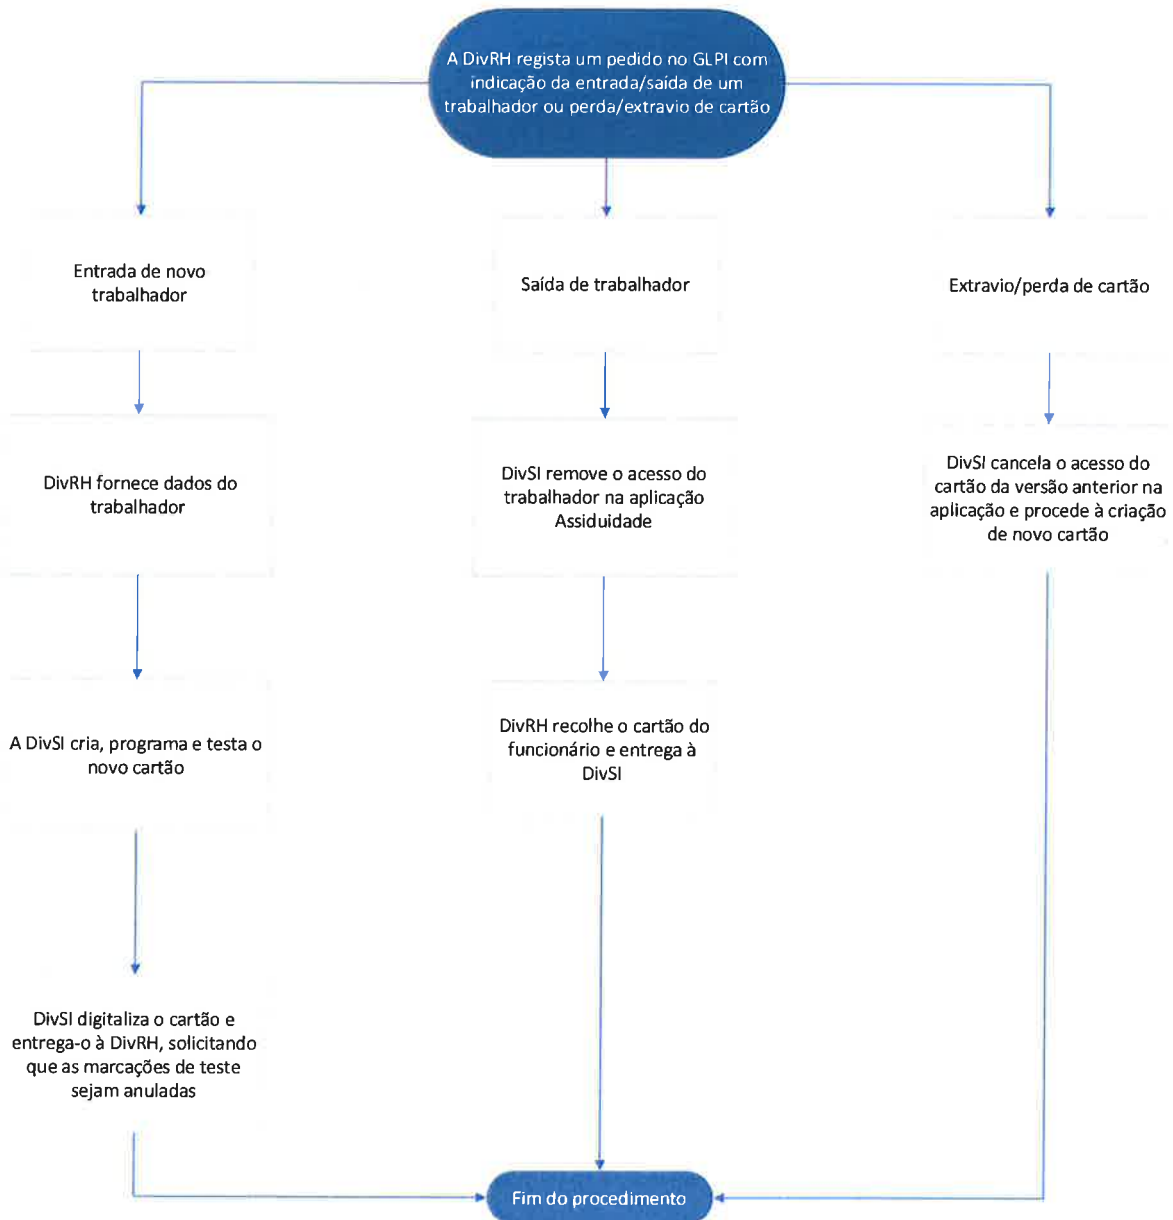 A DivRH regista um pedido no GLPI com
indicação da entrada/saída de um
trabalhador ou perda/extravio de cartão
Entrada de novo
trabalhador
Saída de trabalhador
Extravio/perda de cartão
DivRH fornece dados do
trabalhador
DivSI remove o acesso do
trabalhador na aplicação
Assiduidade
DivSI cancela o acesso do
cartão da versão anterior na
aplicação e procede à criação
de novo cartão
A DivSI cria, programa e testa o
novo cartão
DivRH recolhe o cartão do
funcionário e entrega à
DivSI
DivSI digitaliza o cartão e
entrega-o à DivRH, solicitando
que as marcações de teste
sejam anuladas
Fim do procedimento